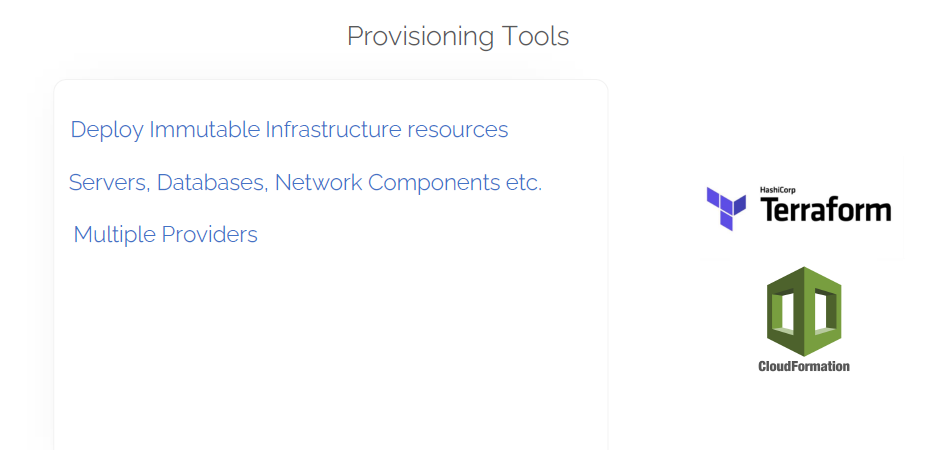 Provisioning Tools
Deploy Immutable Infrastructure resources
Servers, Databases, Network Components etc.
Multiple Providers
HashiCorp
Terraform
CloudFormation